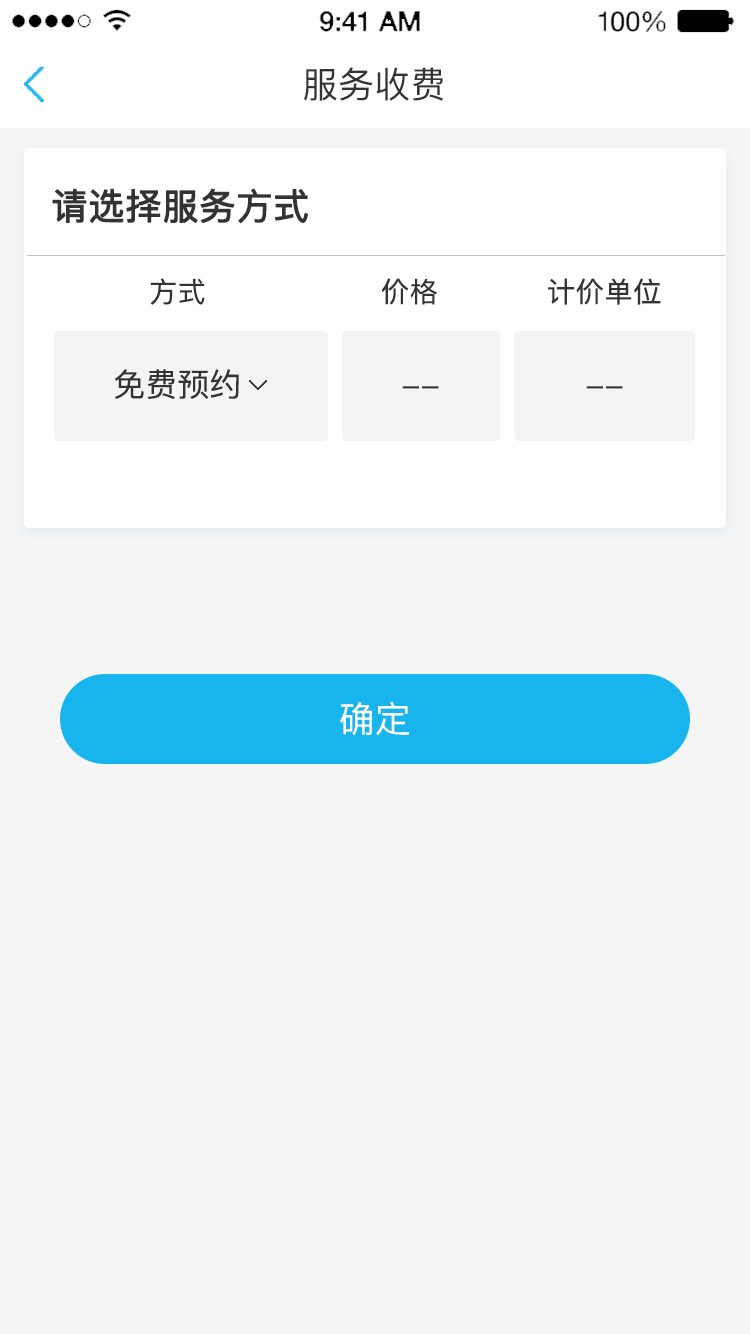 9:41 AM 100%
服务收费
请选择服务方式
方式 价格 计价单位
免费预约 -- --
确定